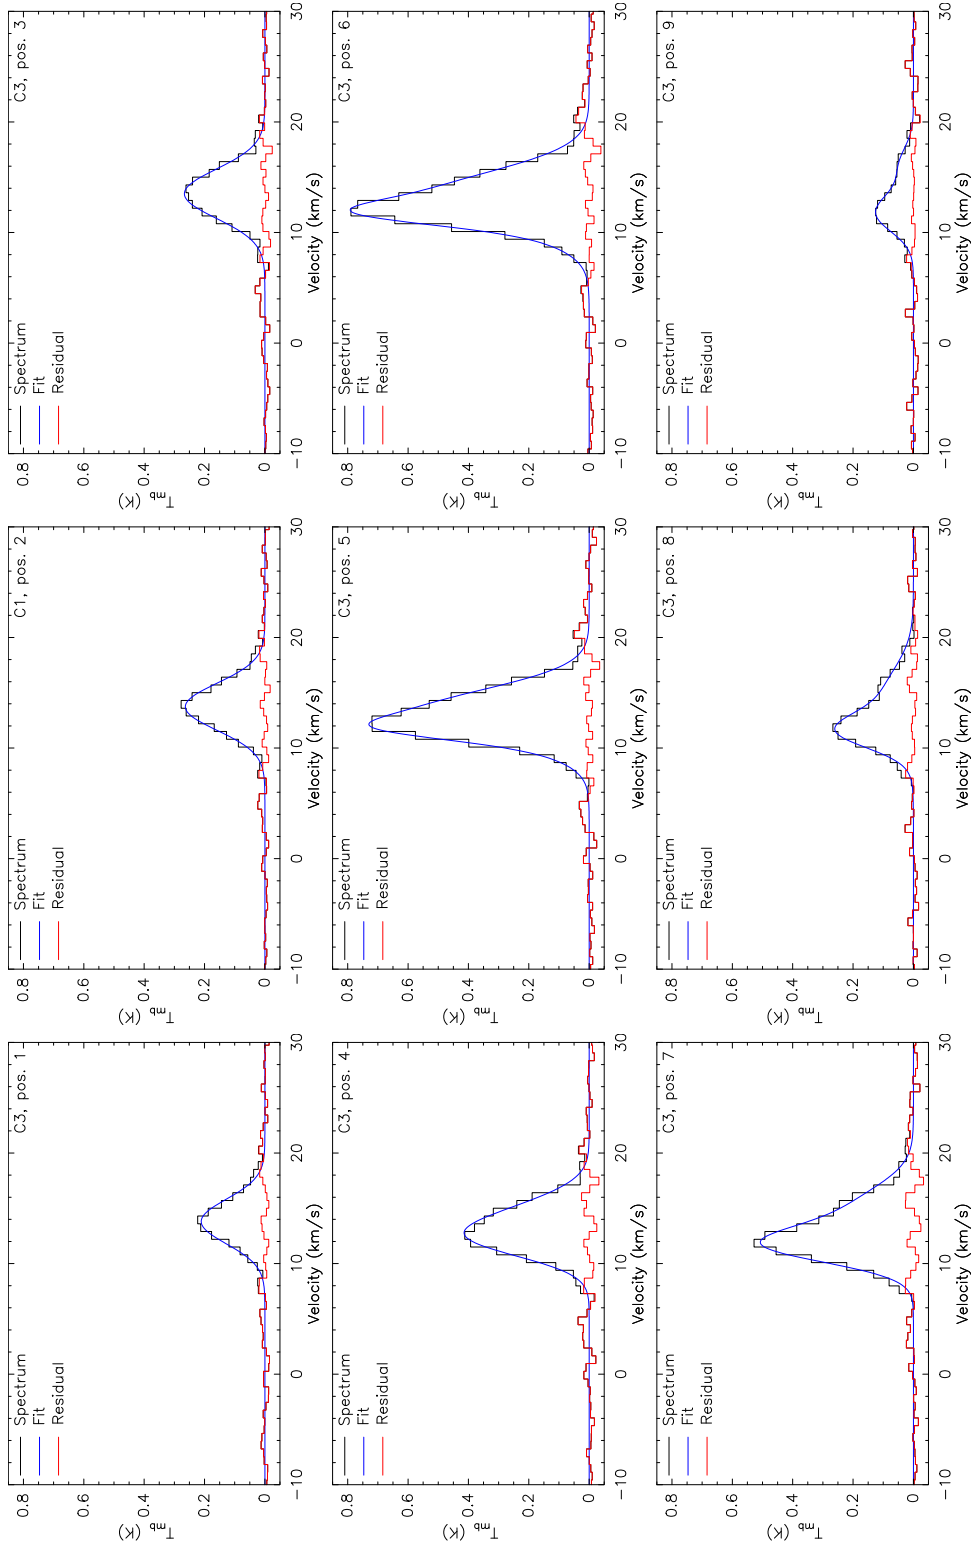 C3, pos. 1
Spectrum
Fit
Residual
0.8
0.6
0.4
0.2
0
T_mb (K)
−10 0 10 20 30
Velocity (km/s)
C1, pos. 2
Spectrum
Fit
Residual
0.8
0.6
0.4
0.2
0
T_mb (K)
−10 0 10 20 30
Velocity (km/s)
C3, pos. 3
Spectrum
Fit
Residual
0.8
0.6
0.4
0.2
0
T_mb (K)
−10 0 10 20 30
Velocity (km/s)
C3, pos. 4
Spectrum
Fit
Residual
0.8
0.6
0.4
0.2
0
T_mb (K)
−10 0 10 20 30
Velocity (km/s)
C3, pos. 5
Spectrum
Fit
Residual
0.8
0.6
0.4
0.2
0
T_mb (K)
−10 0 10 20 30
Velocity (km/s)
C3, pos. 6
Spectrum
Fit
Residual
0.8
0.6
0.4
0.2
0
T_mb (K)
−10 0 10 20 30
Velocity (km/s)
C3, pos. 7
Spectrum
Fit
Residual
0.8
0.6
0.4
0.2
0
T_mb (K)
−10 0 10 20 30
Velocity (km/s)
C3, pos. 8
Spectrum
Fit
Residual
0.8
0.6
0.4
0.2
0
T_mb (K)
−10 0 10 20 30
Velocity (km/s)
C3, pos. 9
Spectrum
Fit
Residual
0.8
0.6
0.4
0.2
0
T_mb (K)
−10 0 10 20 30
Velocity (km/s)